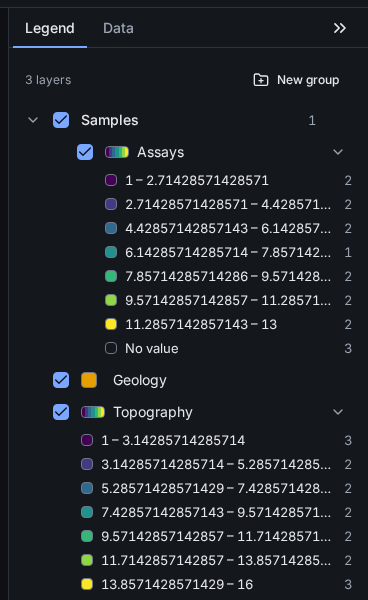 Legend Data
3 layers New group
Samples 1
Assays
1 – 2.71428571428571 2
2.71428571428571 – 4.428571... 2
4.42857142857143 – 6.142857... 2
6.14285714285714 – 7.857142... 1
7.85714285714286 – 9.571428... 2
9.57142857142857 – 11.28571... 2
11.2857142857143 – 13 2
No value 3
Geology
Topography
1 – 3.14285714285714 3
3.14285714285714 – 5.285714285... 2
5.28571428571429 – 7.428571428... 2
7.42857142857143 – 9.571428571... 2
9.57142857142857 – 11.71428571... 2
11.7142857142857 – 13.85714285... 2
13.8571428571429 – 16 3